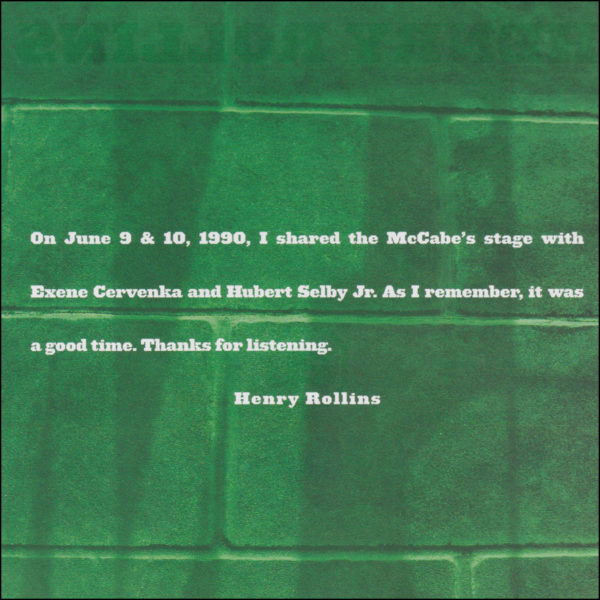 On June 9 & 10, 1990, I shared the McCabe's stage with
Exene Cervenka and Hubert Selby Jr. As I remember, it was
a good time. Thanks for listening.
Henry Rollins